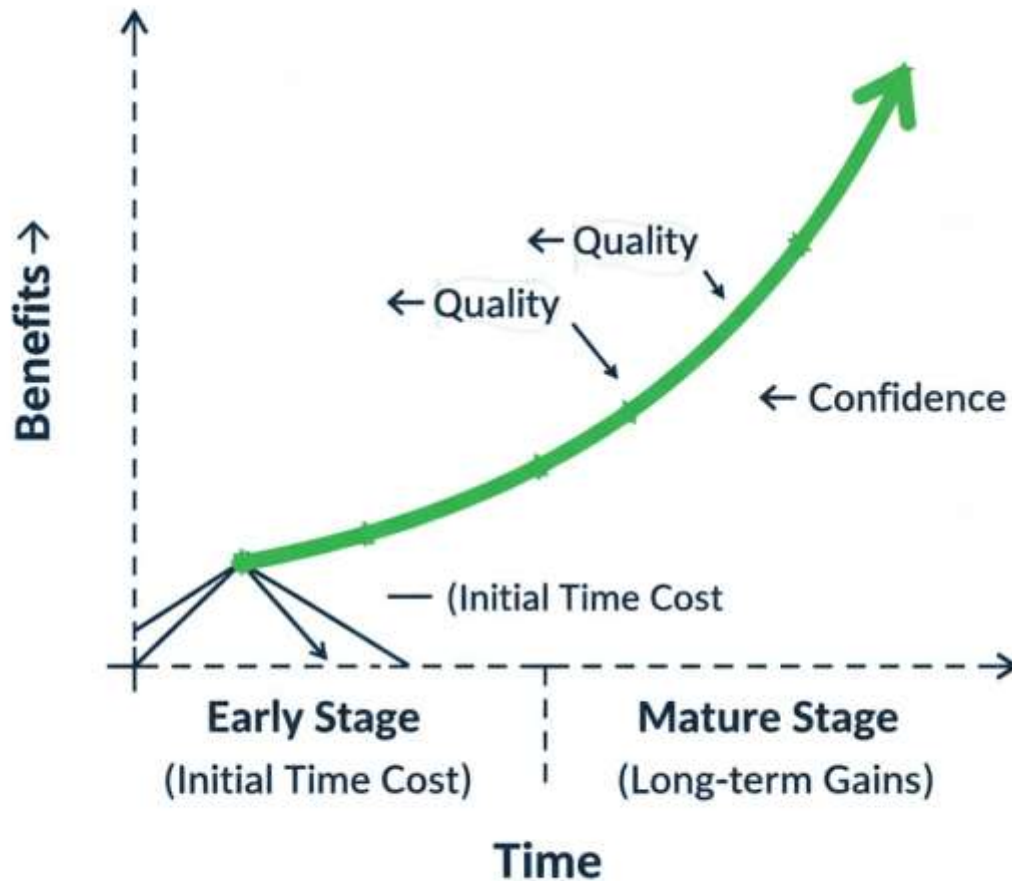 Benefits →
← Quality
← Quality
← Confidence
— (Initial Time Cost
Early Stage
(Initial Time Cost)
Mature Stage
(Long-term Gains)
Time